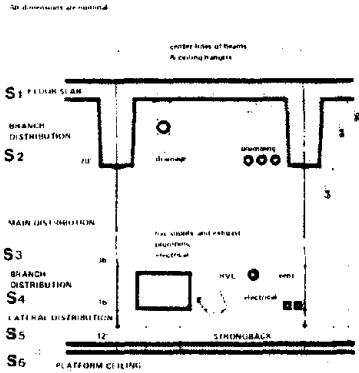 All dimensions are nominal
center lines of beams
& ceiling hangers
S1 FLOOR SLAB
BRANCH
DISTRIBUTION
S2
drainage
plumbing
MAIN DISTRIBUTION
hvac supply and exhaust
plumbing
electrical
S3
BRANCH
DISTRIBUTION
S4
HVC
vent
electrical
LATERAL DISTRIBUTION
S5
12"
STRONGBACK
S6
PLATFORM CEILING